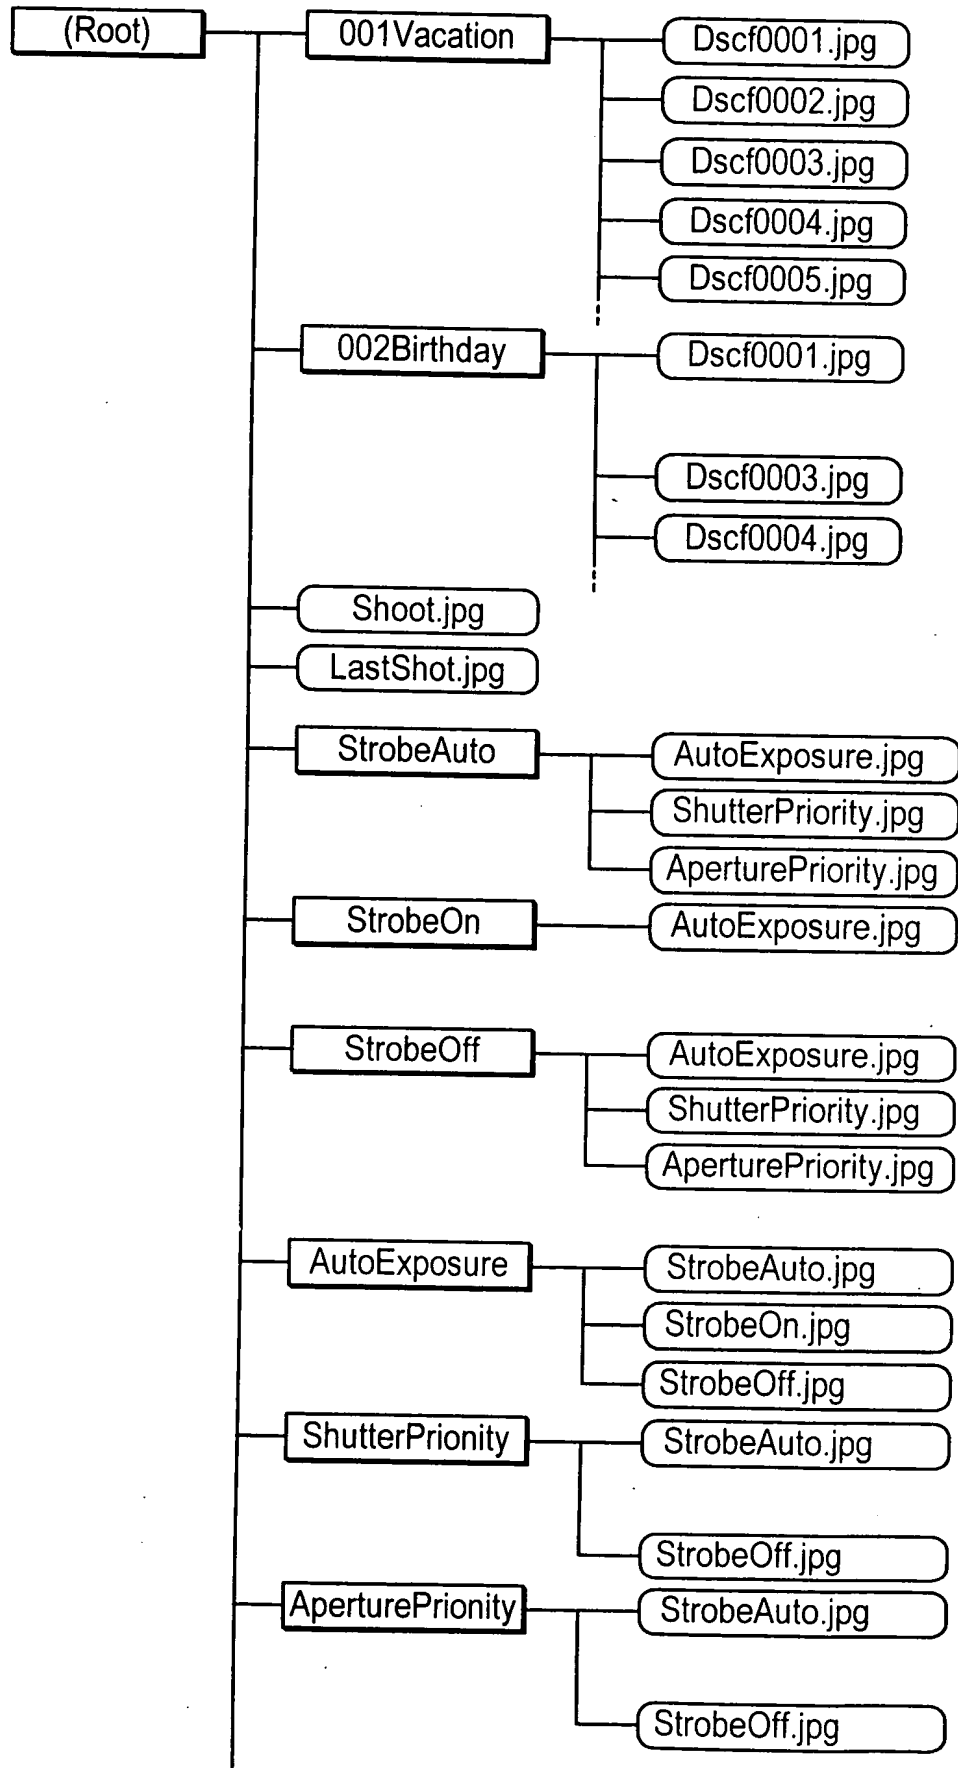 (Root)
001Vacation
Dscf0001.jpg
Dscf0002.jpg
Dscf0003.jpg
Dscf0004.jpg
Dscf0005.jpg
002Birthday
Dscf0001.jpg
Dscf0003.jpg
Dscf0004.jpg
Shoot.jpg
LastShot.jpg
StrobeAuto
AutoExposure.jpg
ShutterPriority.jpg
AperturePriority.jpg
StrobeOn
AutoExposure.jpg
StrobeOff
AutoExposure.jpg
ShutterPriority.jpg
AperturePriority.jpg
AutoExposure
StrobeAuto.jpg
StrobeOn.jpg
StrobeOff.jpg
ShutterPrionity
StrobeAuto.jpg
StrobeOff.jpg
AperturePrionity
StrobeAuto.jpg
StrobeOff.jpg